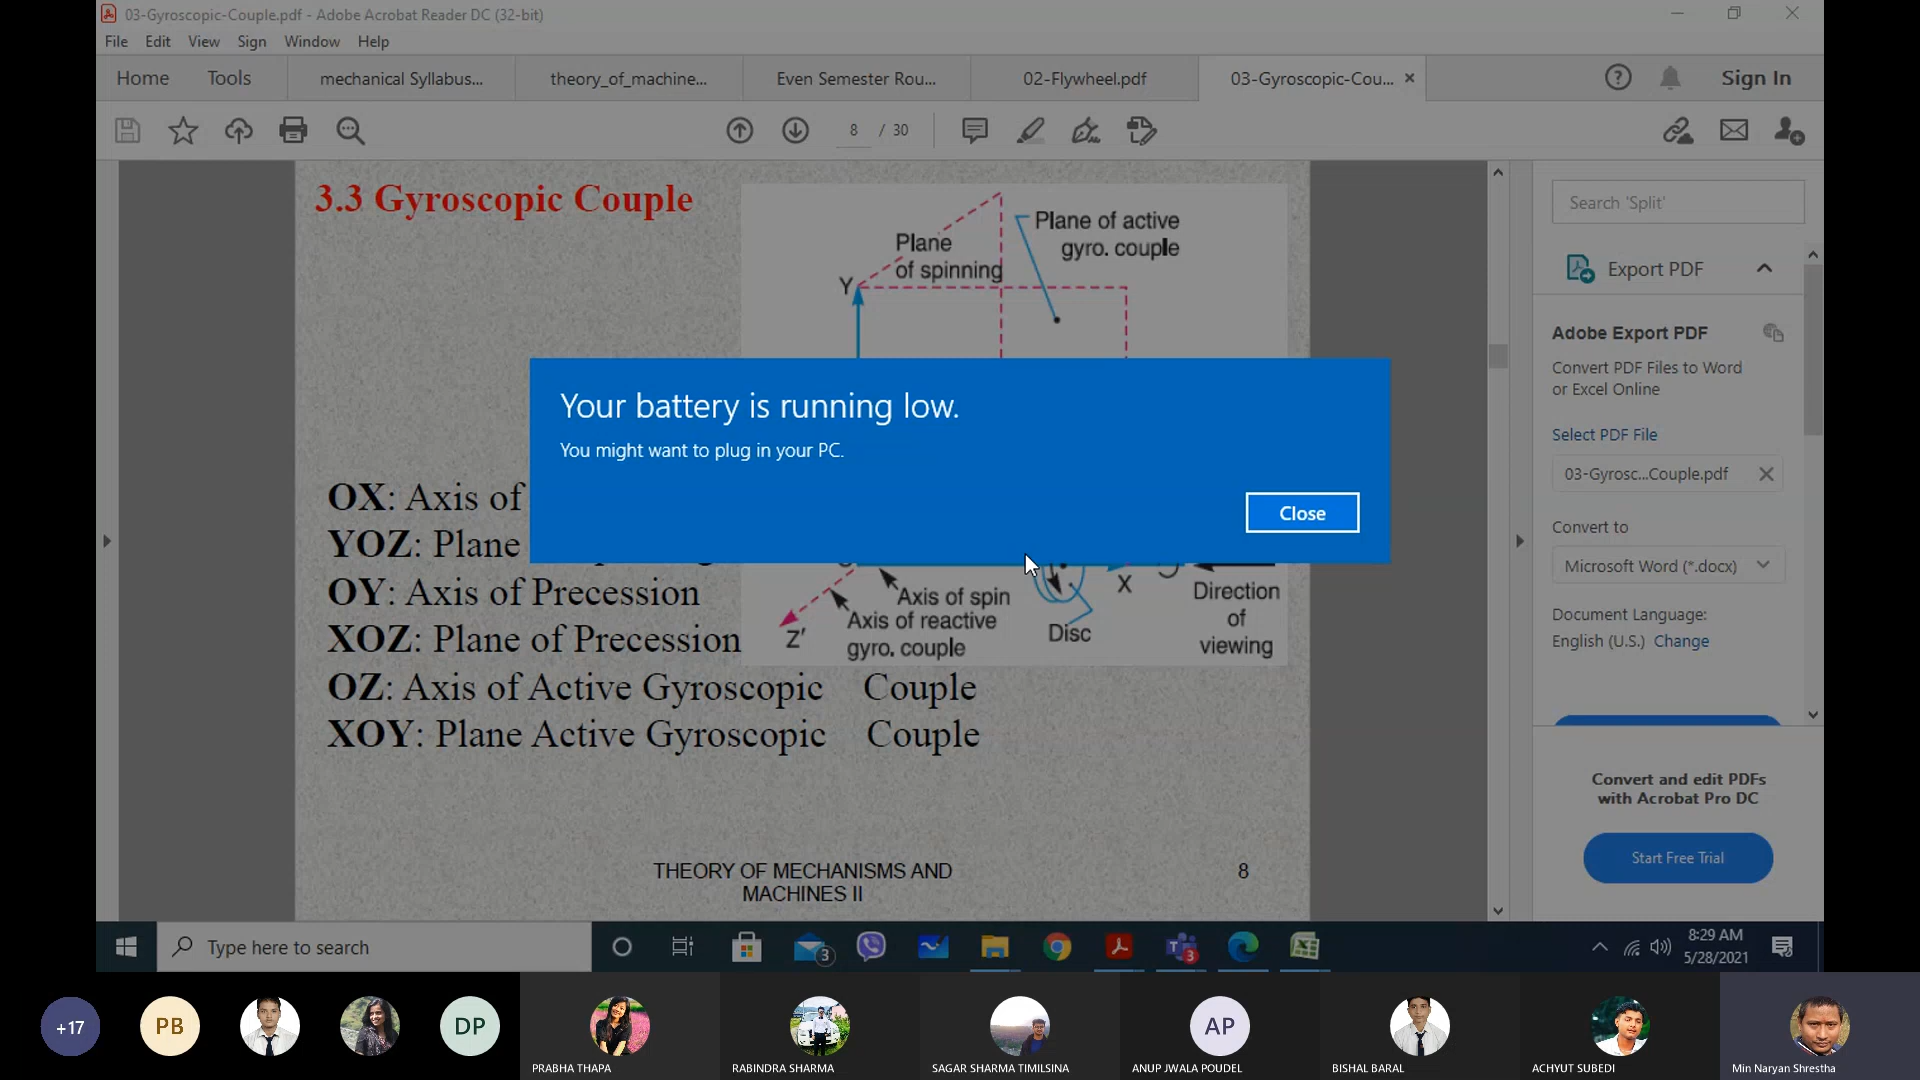 03-Gyroscopic-Couple.pdf - Adobe Acrobat Reader DC (32-bit)
File Edit View Sign Window Help
Home Tools mechanical Syllabus... theory_of_machine... Even Semester Rou... 02-Flywheel.pdf 03-Gyroscopic-Cou... Sign In
8 / 30
3.3 Gyroscopic Couple
Plane of spinning
Plane of active gyro. couple
Y
Your battery is running low.
You might want to plug in your PC.
Close
OX: Axis of
YOZ: Plane
OY: Axis of Precession
XOZ: Plane of Precession
OZ: Axis of Active Gyroscopic Couple
XOY: Plane Active Gyroscopic Couple
Axis of spin
Axis of reactive
gyro. couple
Z'
X
Disc
Direction
of
viewing
THEORY OF MECHANISMS AND
MACHINES II
8
Search 'Split'
Export PDF
Adobe Export PDF
Convert PDF Files to Word
or Excel Online
Select PDF File
03-Gyrosc...Couple.pdf
Convert to
Microsoft Word (*.docx)
Document Language:
English (U.S.) Change
Convert and edit PDFs
with Acrobat Pro DC
Start Free Trial
Type here to search
3
3
8:29 AM
5/28/2021
+17
PB
DP
AP
PRABHA THAPA
RABINDRA SHARMA
SAGAR SHARMA TIMILSINA
ANUP JWALA POUDEL
BISHAL BARAL
ACHYUT SUBEDI
Min Naryan Shrestha